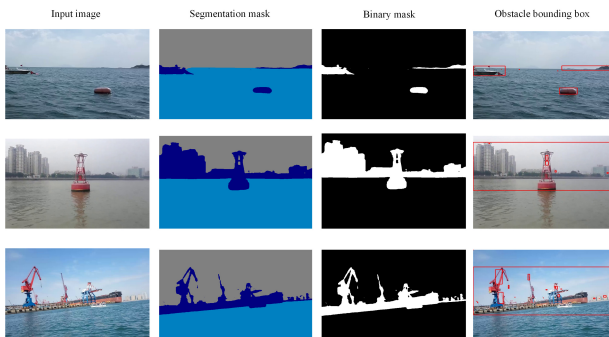 Input image
Segmentation mask
Binary mask
Obstacle bounding box